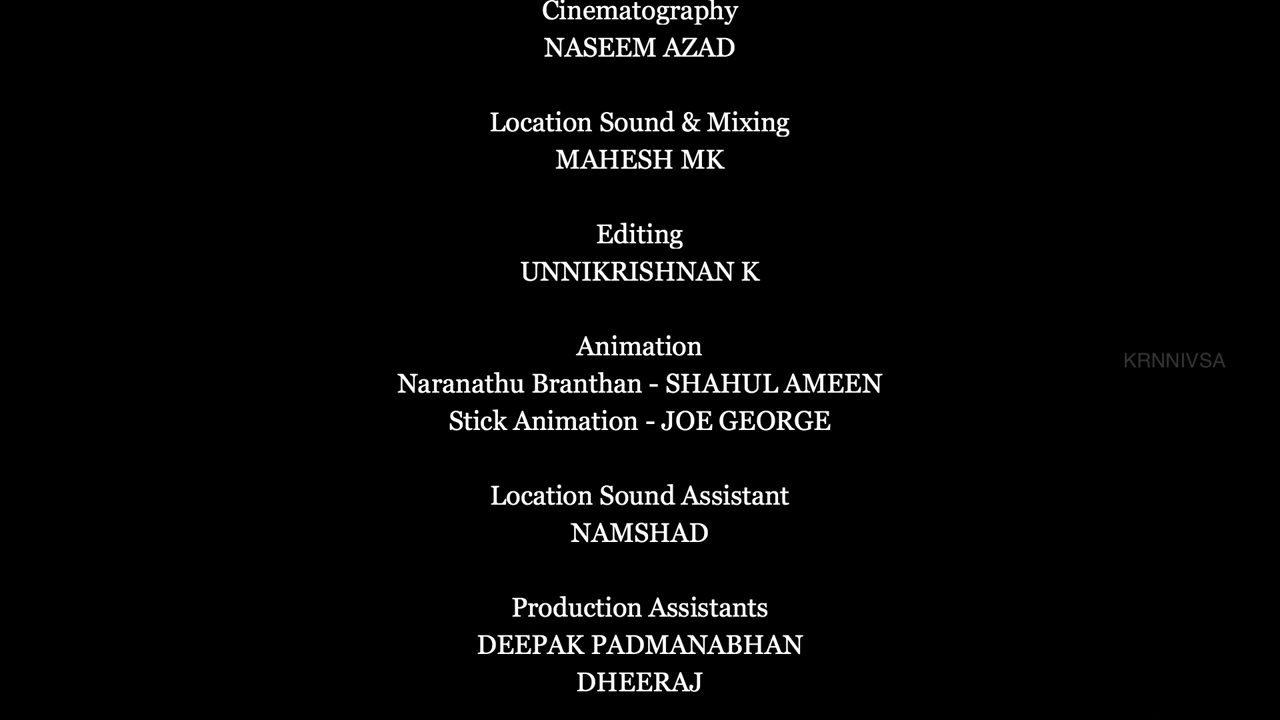 Cinematography
NASEEM AZAD
Location Sound & Mixing
MAHESH MK
Editing
UNNIKRISHNAN K
Animation
Naranathu Branthan - SHAHUL AMEEN
Stick Animation - JOE GEORGE
KRNNIVSA
Location Sound Assistant
NAMSHAD
Production Assistants
DEEPAK PADMANABHAN
DHEERAJ